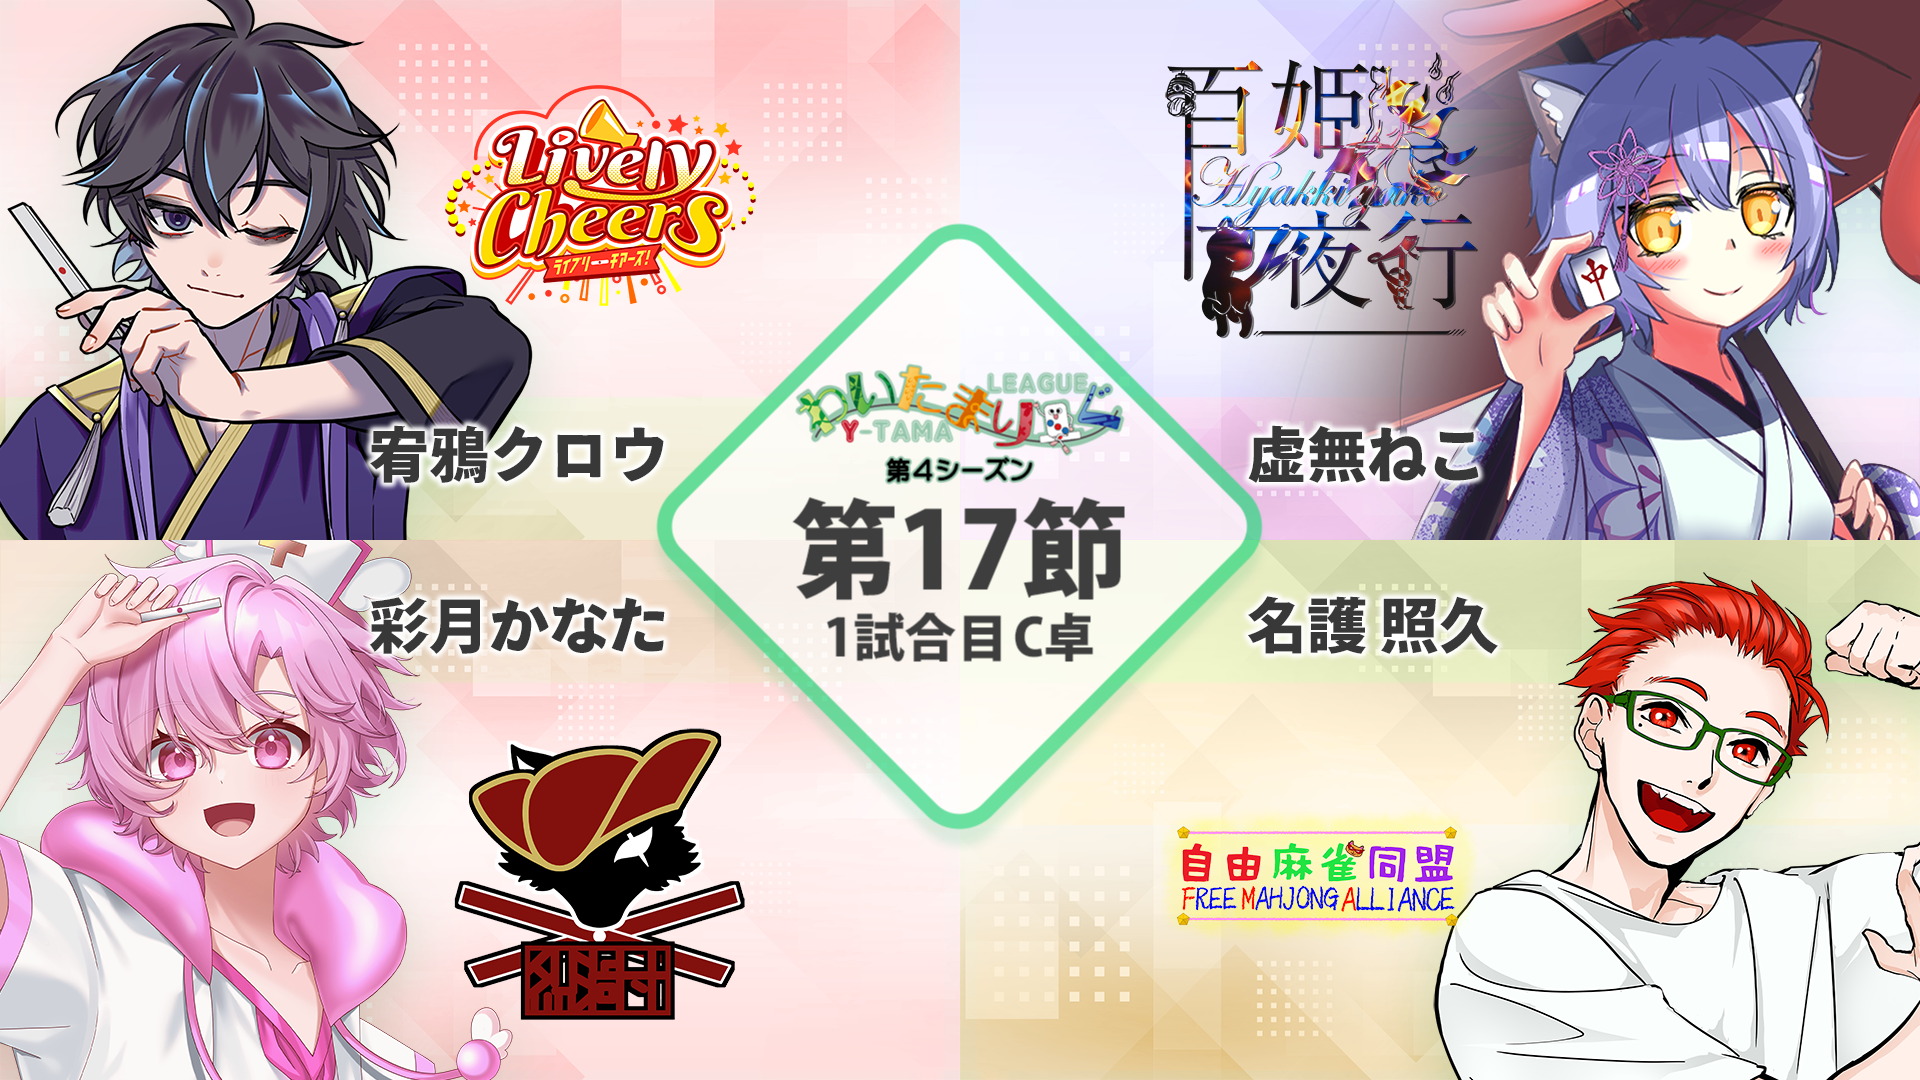 Lively
Cheers
ライブリーチアーズ!
宥鴉クロウ
百姫
Hyakkiyako
夜行
中
虚無ねこ
わいたまりーぐ
LEAGUE
Y-TAMA
第4シーズン
第17節
1試合目 C卓
彩月かなた
名護 照久
自由麻雀同盟
FREE MAHJONG ALLIANCE